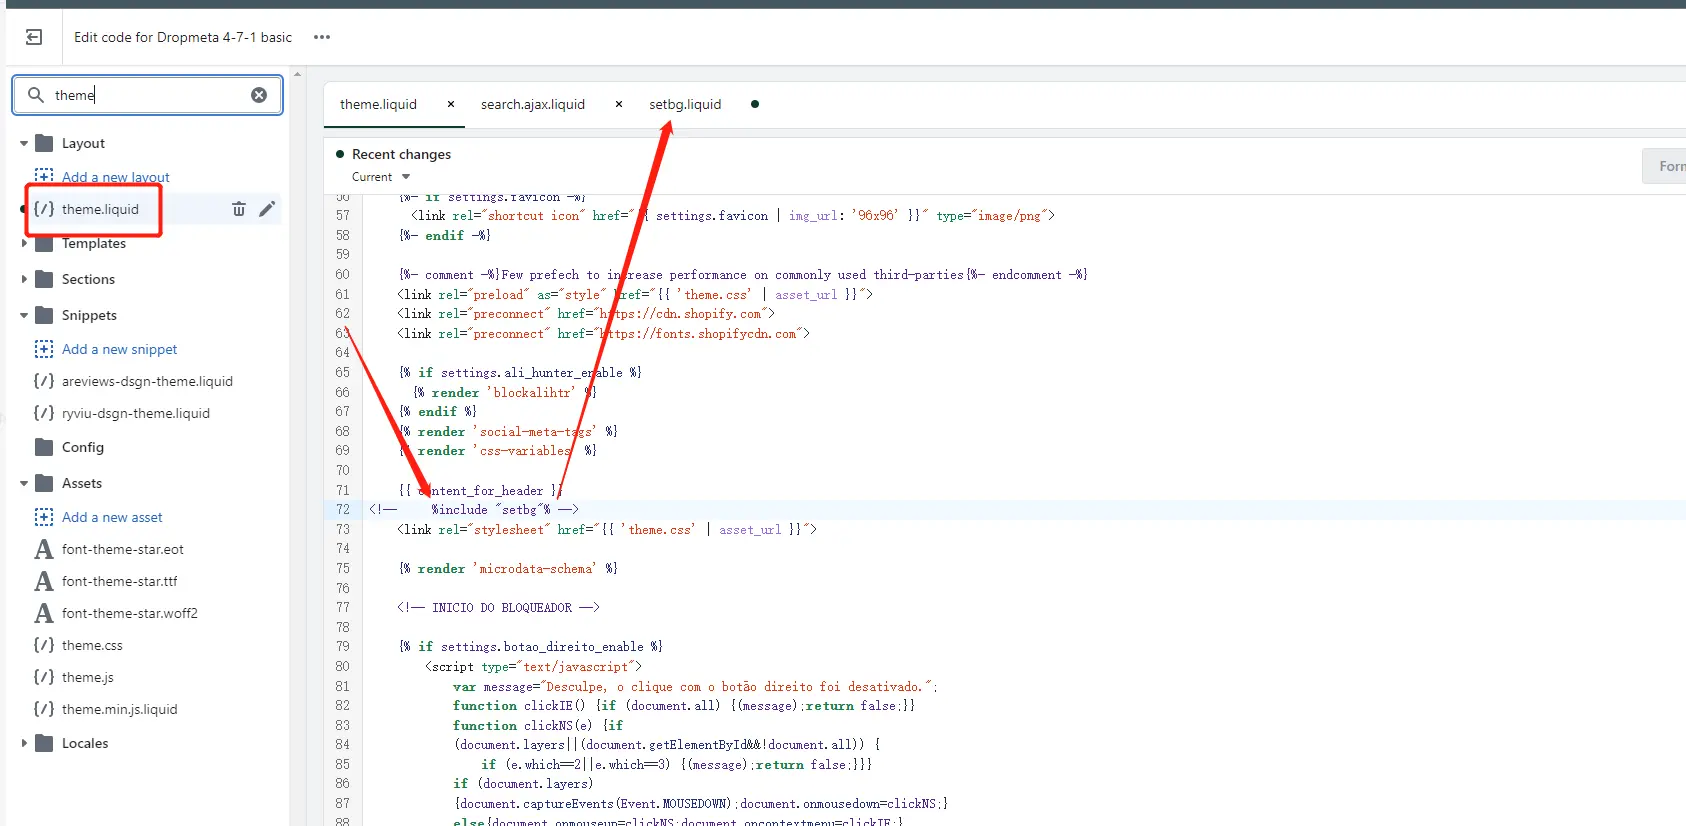 Edit code for Dropmeta 4-7-1 basic
theme
Layout
Add a new layout
theme.liquid
Templates
Sections
Snippets
Add a new snippet
areviews-dsgn-theme.liquid
ryviu-dsgn-theme.liquid
Config
Assets
Add a new asset
font-theme-star.eot
font-theme-star.ttf
font-theme-star.woff2
theme.css
theme.js
theme.min.js.liquid
Locales
theme.liquid
search.ajax.liquid
setbg.liquid
Recent changes
Current
Form
56 {%- if settings.favicon -%}
57 <link rel="shortcut icon" href="{{ settings.favicon | img_url: '96x96' }}" type="image/png">
58 {%- endif -%}
59
60 {%- comment -%}Few prefech to increase performance on commonly used third-parties{%- endcomment -%}
61 <link rel="preload" as="style" href="{{ 'theme.css' | asset_url }}">
62 <link rel="preconnect" href="https://cdn.shopify.com">
63 <link rel="preconnect" href="https://fonts.shopifycdn.com">
64
65 {% if settings.ali_hunter_enable %}
66 {% render 'blockalihtr' %}
67 {% endif %}
68 {% render 'social-meta-tags' %}
69 {% render 'css-variables' %}
70
71 {{ content_for_header }}
72 <!-- %include "setbg"% -->
73 <link rel="stylesheet" href="{{ 'theme.css' | asset_url }}">
74
75 {% render 'microdata-schema' %}
76
77 <!-- INICIO DO BLOQUEADOR -->
78
79 {% if settings.botao_direito_enable %}
80 <script type="text/javascript">
81 var message="Desculpe, o clique com o botão direito foi desativado.";
82 function clickIE() {if (document.all) {(message);return false;}}
83 function clickNS(e) {if
84 (document.layers||(document.getElementById&&!document.all)) {
85 if (e.which==2||e.which==3) {(message);return false;}}}
86 if (document.layers)
87 {document.captureEvents(Event.MOUSEDOWN);document.onmousedown=clickNS;}
88 else{document.onmouseup=clickNS;document.oncontextmenu=clickIE;}